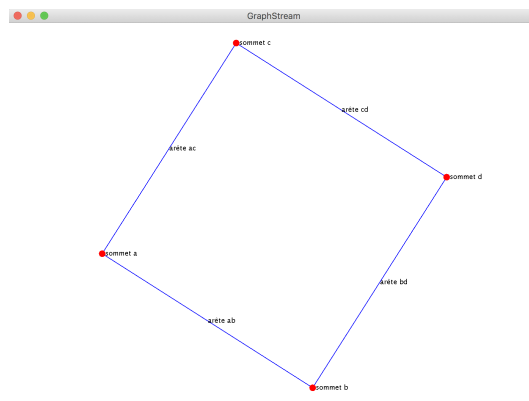 GraphStream
sommet c
arête cd
arête ac
sommet d
sommet a
arête bd
arête ab
sommet b